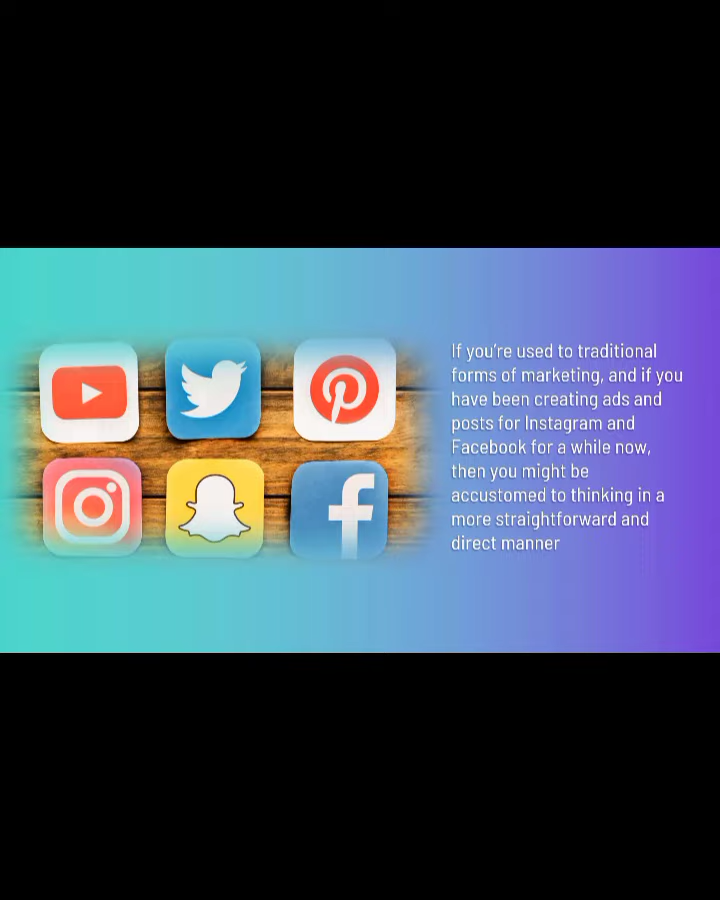 If you're used to traditional
forms of marketing, and if you
have been creating ads and
posts for Instagram and
Facebook for a while now,
then you might be
accustomed to thinking in a
more straightforward and
direct manner